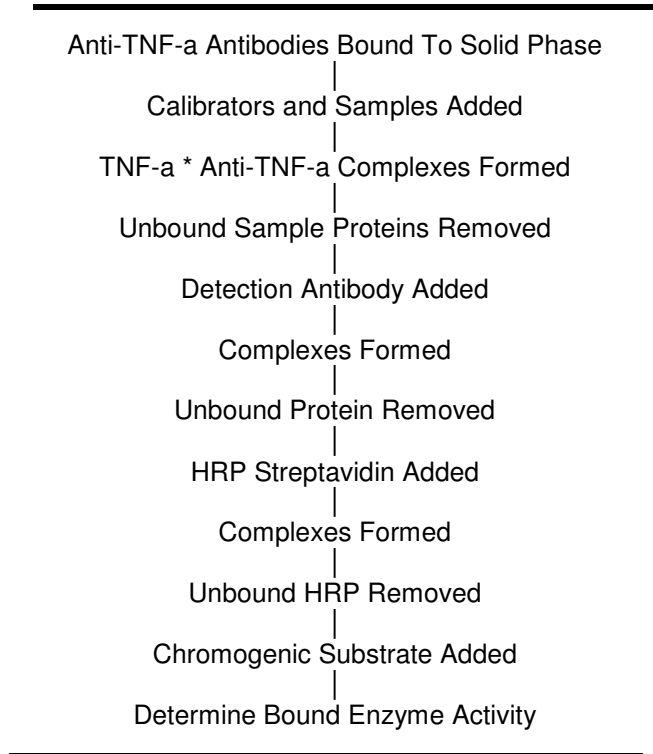 Anti-TNF-a Antibodies Bound To Solid Phase
Calibrators and Samples Added
TNF-a * Anti-TNF-a Complexes Formed
Unbound Sample Proteins Removed
Detection Antibody Added
Complexes Formed
Unbound Protein Removed
HRP Streptavidin Added
Complexes Formed
Unbound HRP Removed
Chromogenic Substrate Added
Determine Bound Enzyme Activity